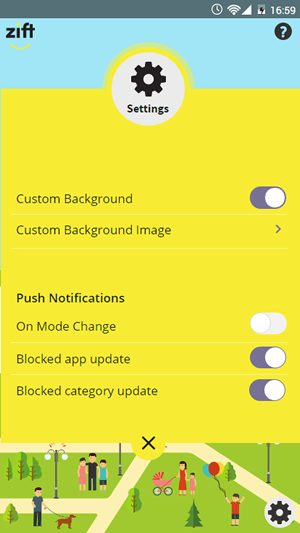 16:59
zift
?
Settings
Custom Background
Custom Background Image
Push Notifications
On Mode Change
Blocked app update
Blocked category update